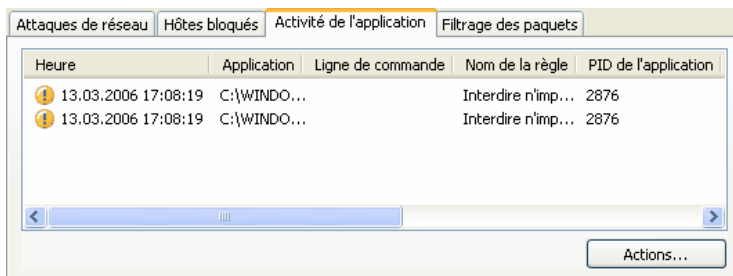 Attaques de réseau Hôtes bloqués Activité de l'application Filtrage des paquets
Heure Application Ligne de commande Nom de la règle PID de l'application
13.03.2006 17:08:19 C:\WINDO... Interdire n'imp... 2876
13.03.2006 17:08:19 C:\WINDO... Interdire n'imp... 2876
Actions...